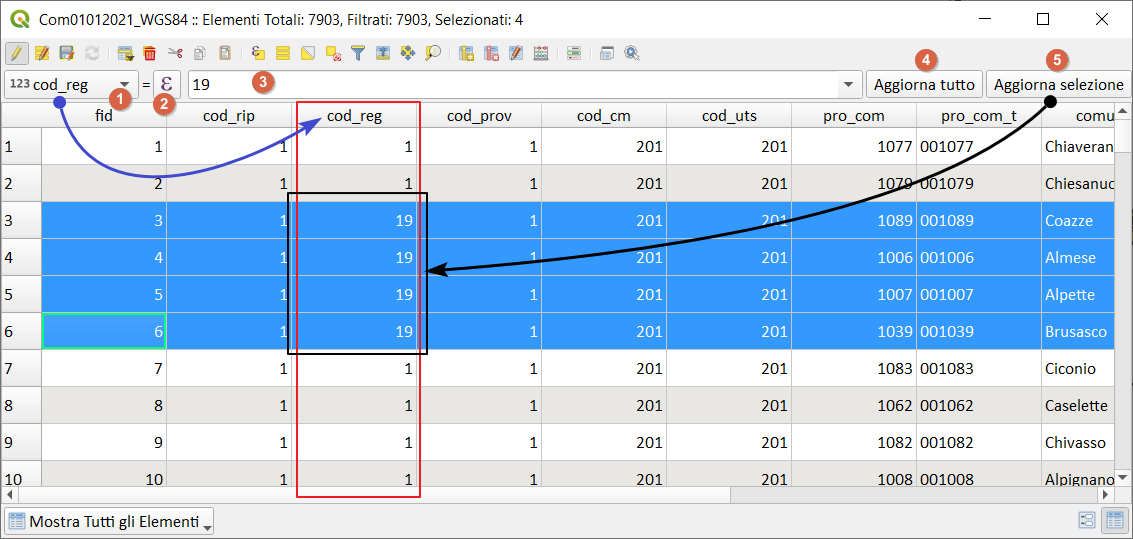 Com01012021_WGS84 :: Elementi Totali: 7903, Filtrati: 7903, Selezionati: 4
123 cod_reg = ε 19 Aggiorna tutto Aggiorna selezione
1 2 3 4 5
fid cod_rip cod_reg cod_prov cod_cm cod_uts pro_com pro_com_t comu
1 1 1 1 1 201 201 1077 001077 Chiaveran
2 2 1 1 1 201 201 1079 001079 Chiesanuc
3 3 1 19 1 201 201 1089 001089 Coazze
4 4 1 19 1 201 201 1006 001006 Almese
5 5 1 19 1 201 201 1007 001007 Alpette
6 6 1 19 1 201 201 1039 001039 Brusasco
7 7 1 1 1 201 201 1083 001083 Ciconio
8 8 1 1 1 201 201 1062 001062 Caselette
9 9 1 1 1 201 201 1082 001082 Chivasso
10 10 1 1 1 201 201 1008 001008 Alpignano
Mostra Tutti gli Elementi